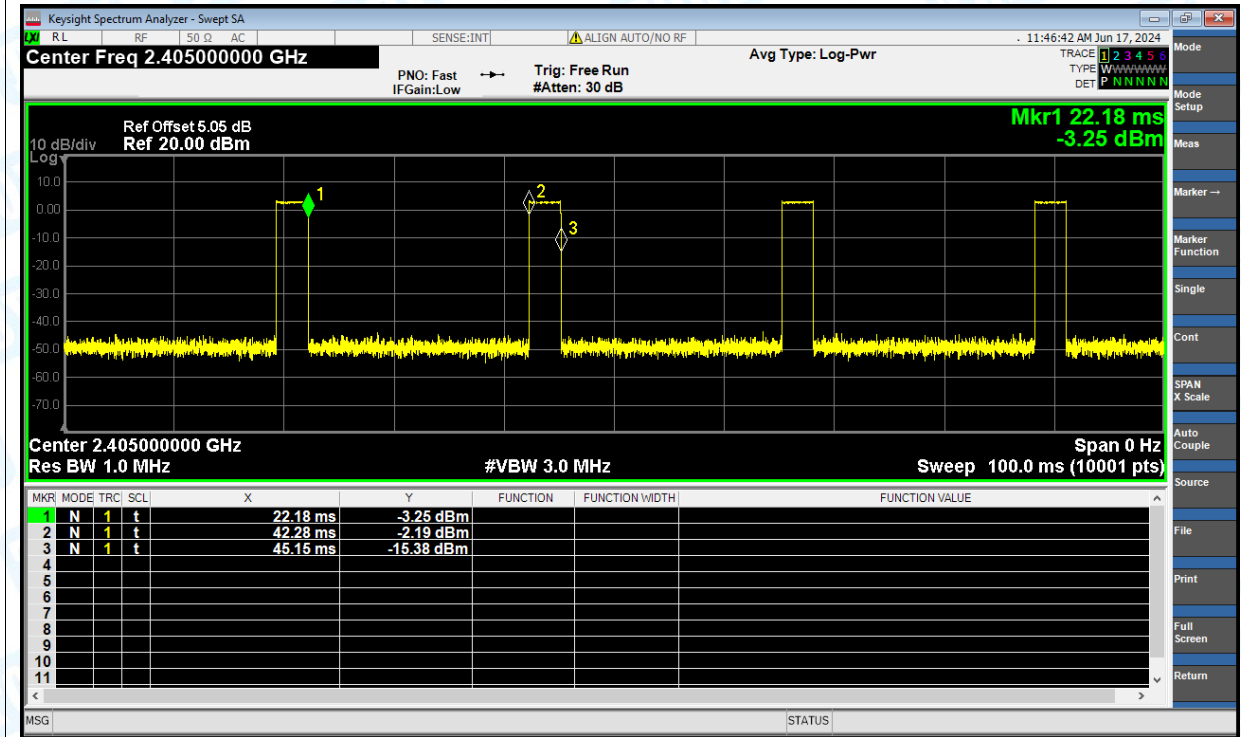 Keysight Spectrum Analyzer - Swept SA
LXI RL RF 50 Ω AC SENSE:INT ALIGN AUTO/NO RF 11:46:42 AM Jun 17, 2024
Center Freq 2.405000000 GHz Avg Type: Log-Pwr TRACE 1 2 3 4 5 6
PNO: Fast Trig: Free Run TYPE WWWWWW
IFGain:Low #Atten: 30 dB DET P N N N N N
Mkr1 22.18 ms
Ref Offset 5.05 dB
10 dB/div Ref 20.00 dBm -3.25 dBm
Log
10.0
0.00
-10.0
-20.0
-30.0
-40.0
-50.0
-60.0
-70.0
1
2
3
Center 2.405000000 GHz Span 0 Hz
Res BW 1.0 MHz #VBW 3.0 MHz Sweep 100.0 ms (10001 pts)
MKR MODE TRC SCL X Y FUNCTION FUNCTION WIDTH FUNCTION VALUE
1 N 1 t 22.18 ms -3.25 dBm
2 N 1 t 42.28 ms -2.19 dBm
3 N 1 t 45.15 ms -15.38 dBm
4
5
6
7
8
9
10
11
MSG STATUS
Mode
Mode
Setup
Meas
Marker →
Marker
Function
Single
Cont
SPAN
X Scale
Auto
Couple
Source
File
Print
Full
Screen
Return